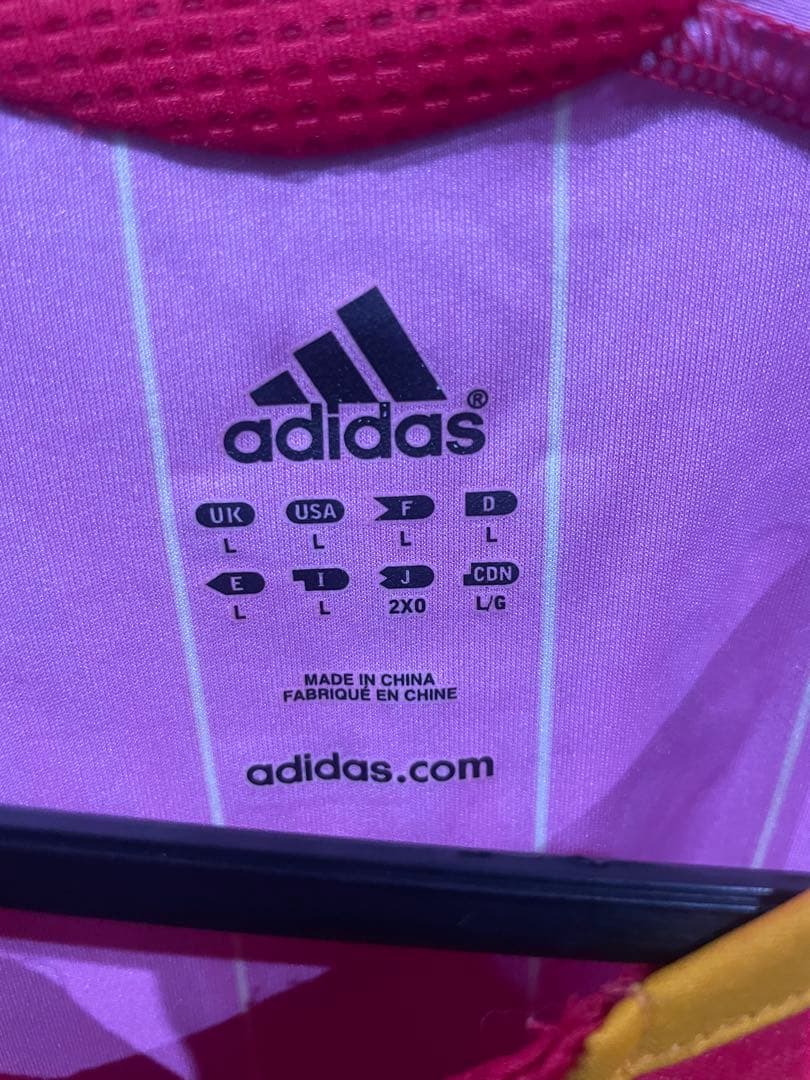 adidas®
UK USA F D
L L L L
E I J CDN
L L 2XO L/G
MADE IN CHINA
FABRIQUÉ EN CHINE
adidas.com